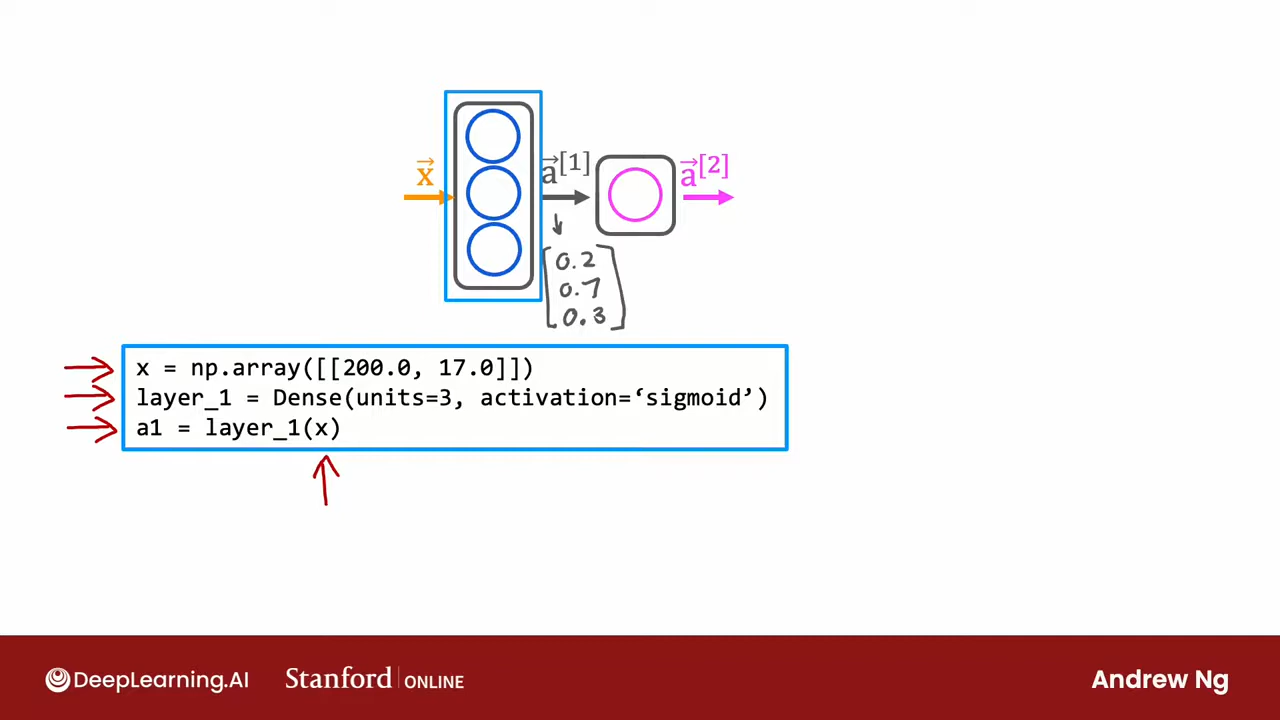 x⃗
a⃗[1]
a⃗[2]
0.2
0.7
0.3
x = np.array([[200.0, 17.0]])
layer_1 = Dense(units=3, activation=‘sigmoid’)
a1 = layer_1(x)
DeepLearning.AI
Stanford | ONLINE
Andrew Ng